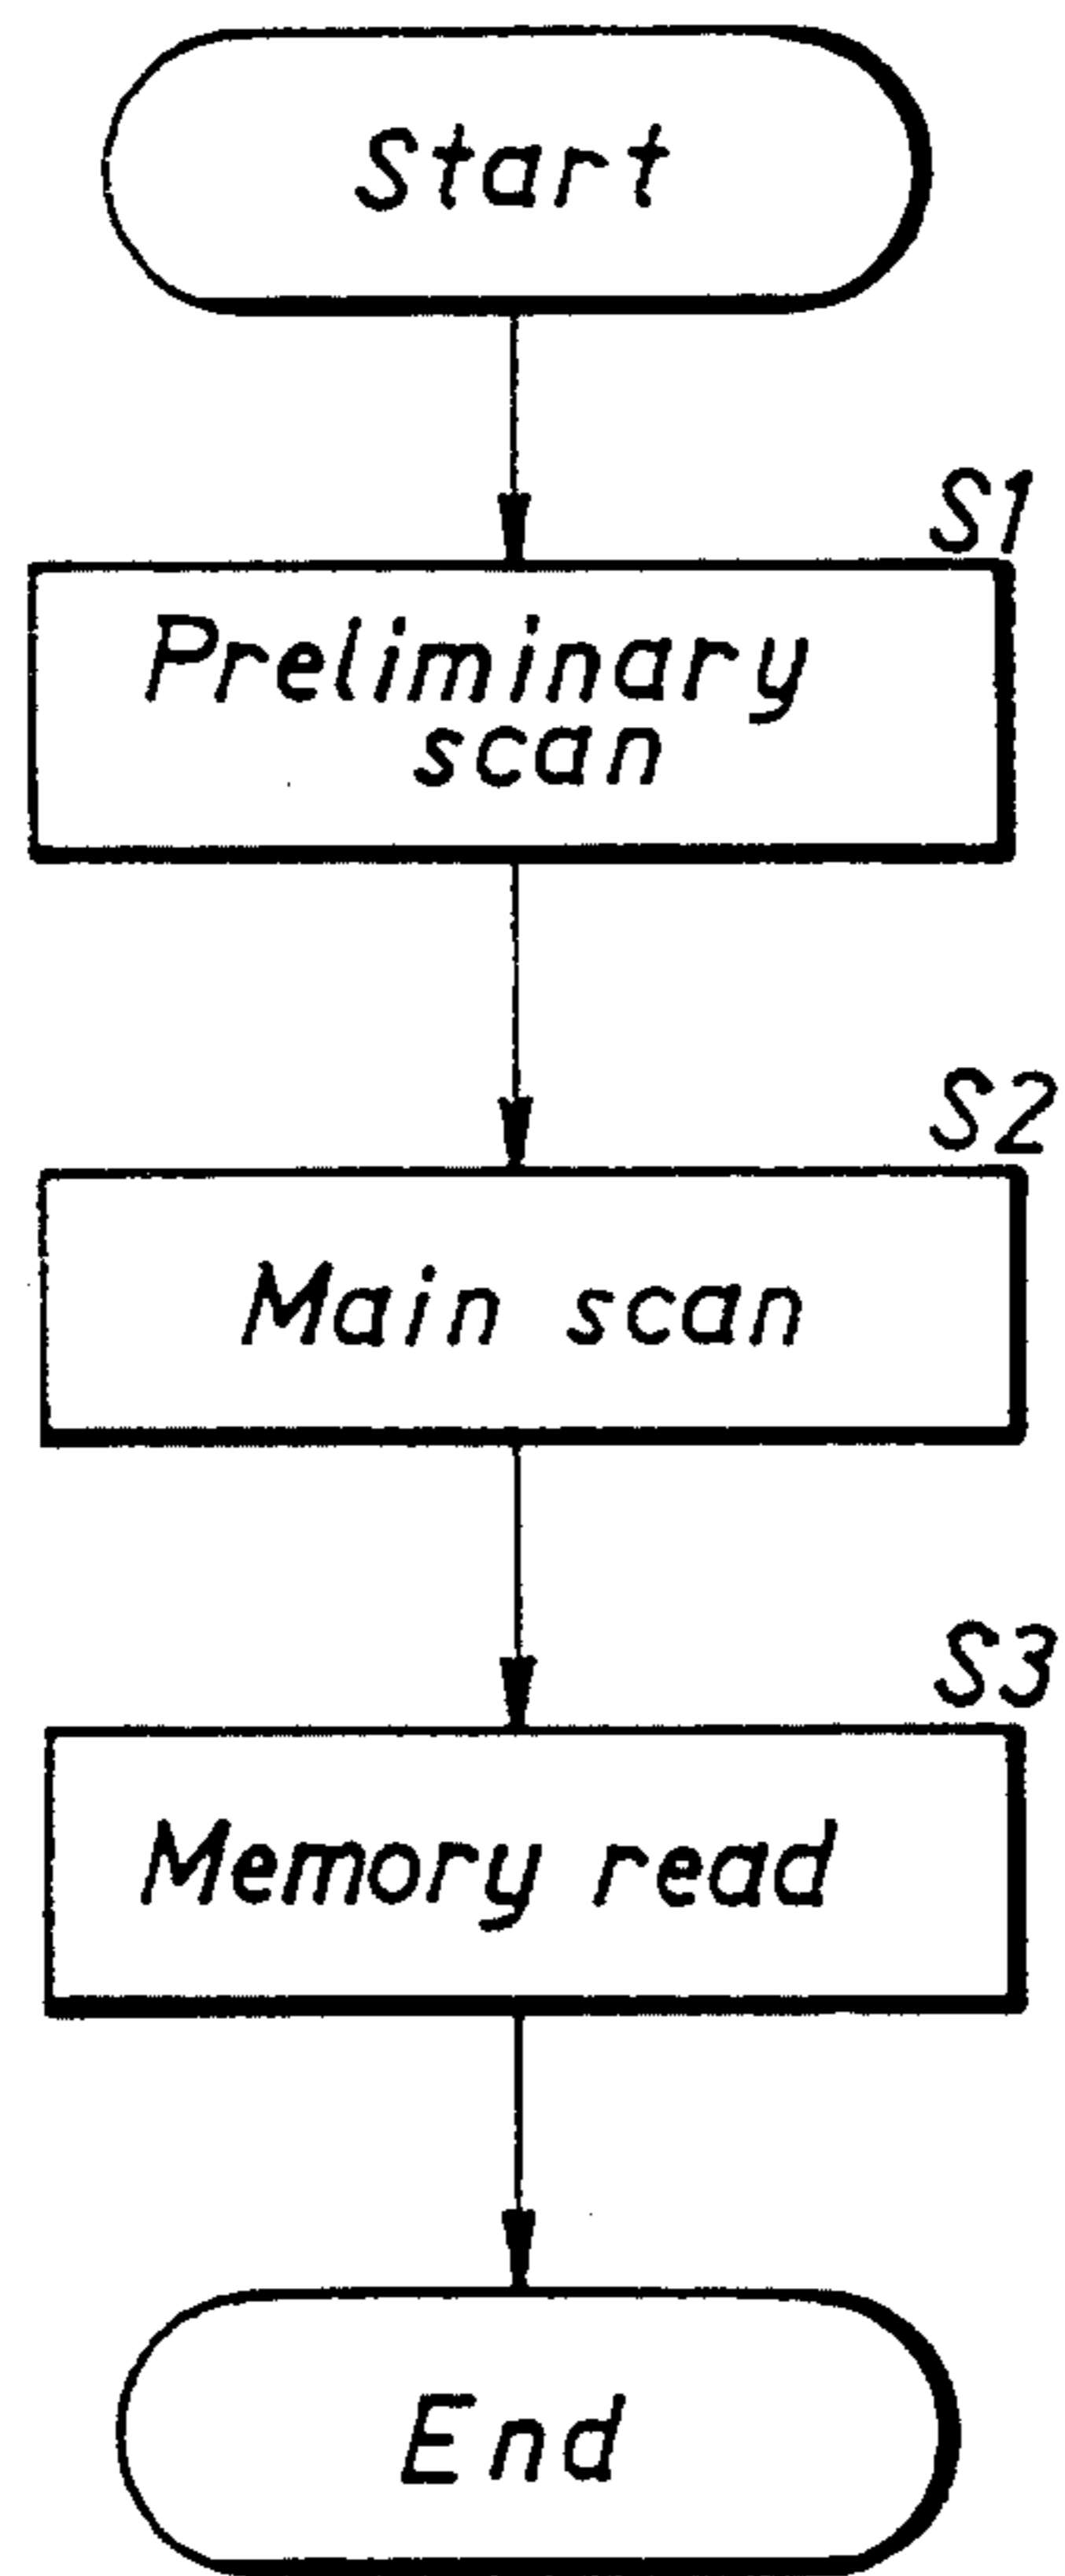 Start
S1
Preliminary
scan
S2
Main scan
S3
Memory read
End